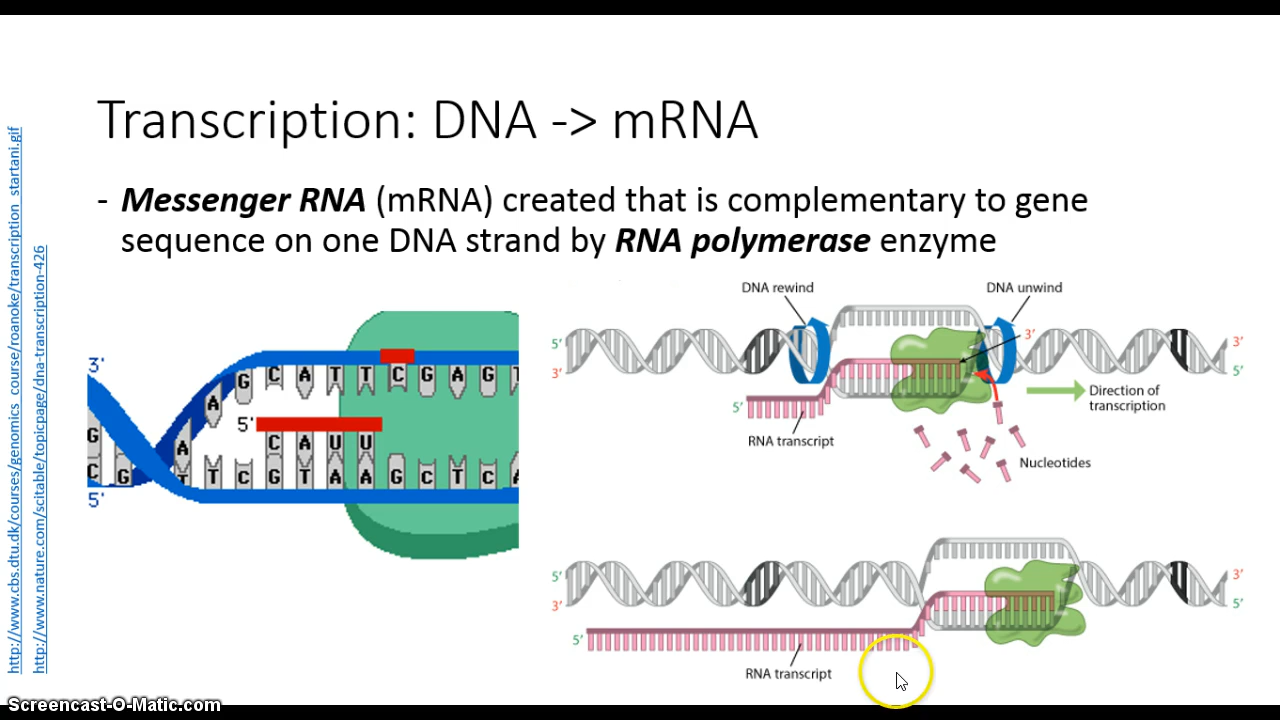 Transcription: DNA -> mRNA
- Messenger RNA (mRNA) created that is complementary to gene
sequence on one DNA strand by RNA polymerase enzyme
http://www.cbs.dtu.dk/courses/genomics_course/roanoke/transcription_startani.gif
http://www.nature.com/scitable/topicpage/dna-transcription-426
3'
A G C A T T C G A G T
5'
C A U U
G A
C G T T C G T A A G C T C A
5'
DNA rewind
DNA unwind
5'
3'
3'
3'
5'
5'
Direction of
transcription
RNA transcript
Nucleotides
5'
3'
3'
5'
5'
RNA transcript
Screencast-O-Matic.com